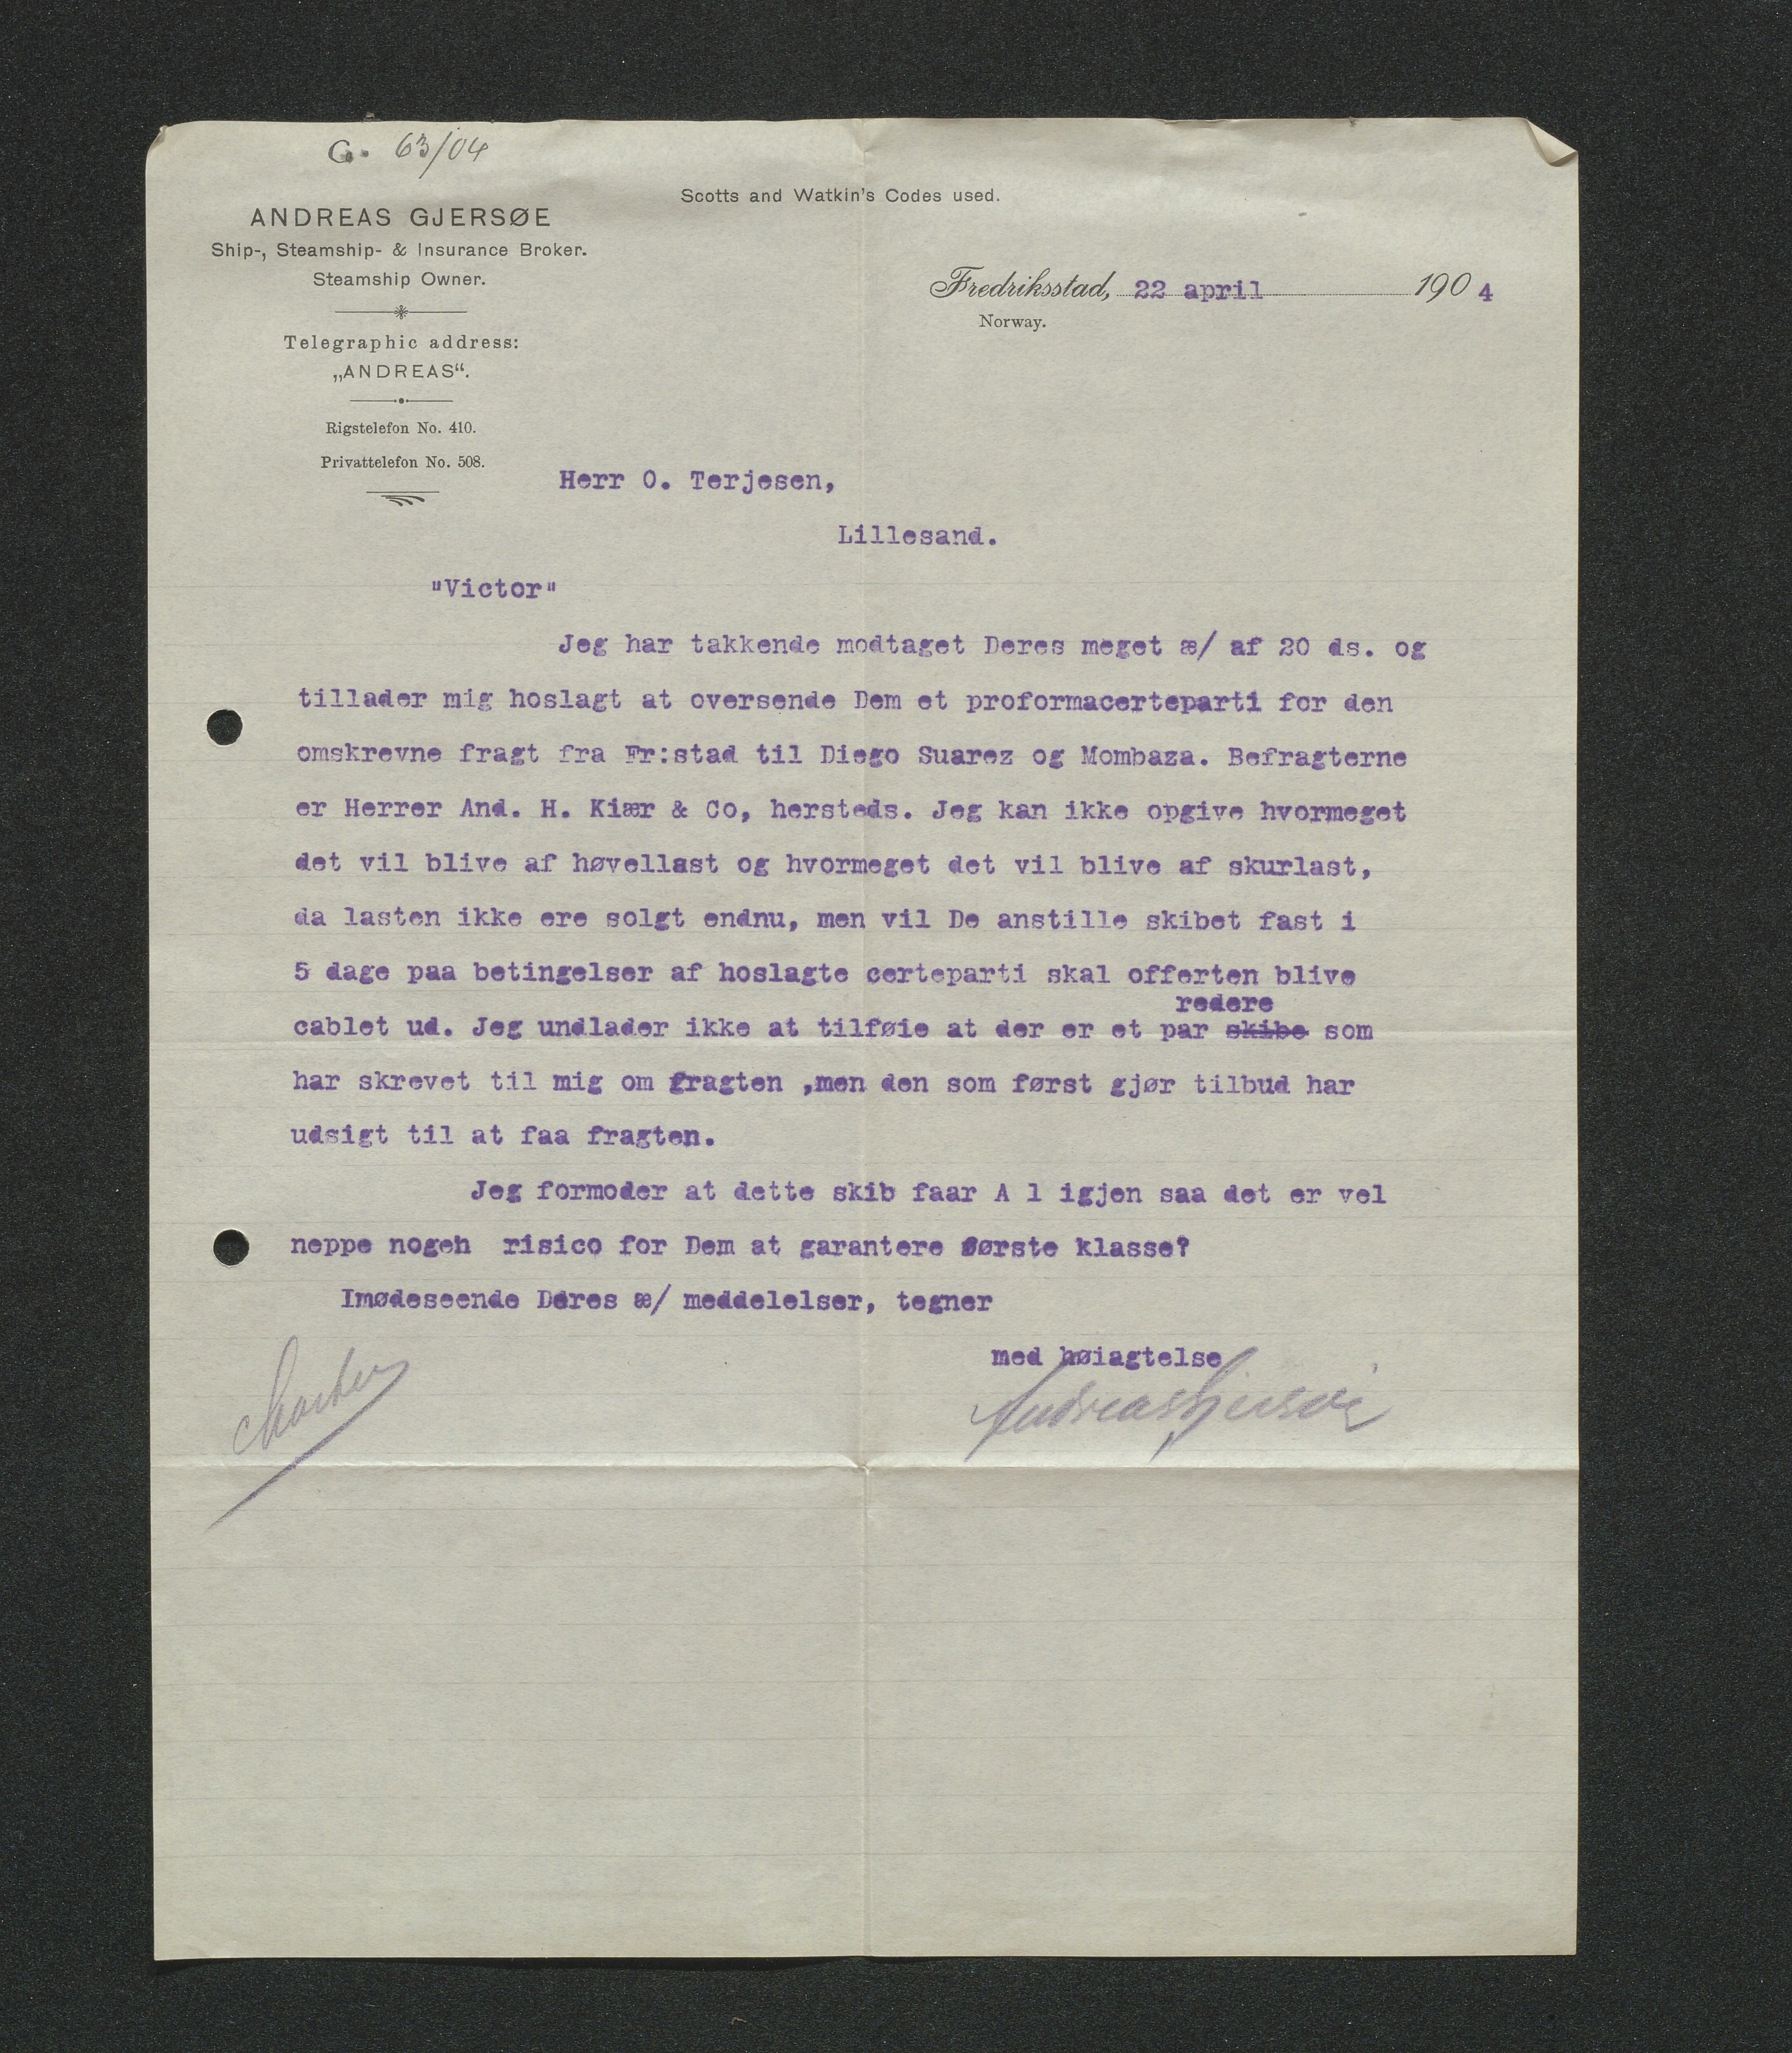 G. 63/04
Scotts and Watkin's Codes used.
ANDREAS GJERSØE
Ship-, Steamship- & Insurance Broker.
Steamship Owner.
Telegraphic address:
„ANDREAS“.
Rigstelefon No. 410.
Privattelefon No. 508.
Fredriksstad, 22 april 1904
Norway.
Herr O. Terjesen,
Lillesand.
"Victor"
Jeg har takkende modtaget Deres meget æ/ af 20 ds. og
tillader mig hoslagt at oversende Dem et proformacerteparti for den
omskrevne fragt fra Fr:stad til Diego Suarez og Mombaza. Befragterne
er Herrer And. H. Kiær & Co, hersteds. Jeg kan ikke opgive hvormeget
det vil blive af høvellast og hvormeget det vil blive af skurlast,
da lasten ikke ere solgt endnu, men vil De anstille skibet fast i
5 dage paa betingelser af hoslagte certeparti skal offerten blive
redere
cablet ud. Jeg undlader ikke at tilføie at der er et par skibe som
har skrevet til mig om fragten ,men den som først gjør tilbud har
udsigt til at faa fragten.
Jeg formoder at dette skib faar A 1 igjen saa det er vel
neppe nogeh risico for Dem at garantere første klasse?
Imødeseende Deres æ/ meddelelser, tegner
med høiagtelse
Andreas Gjersøe